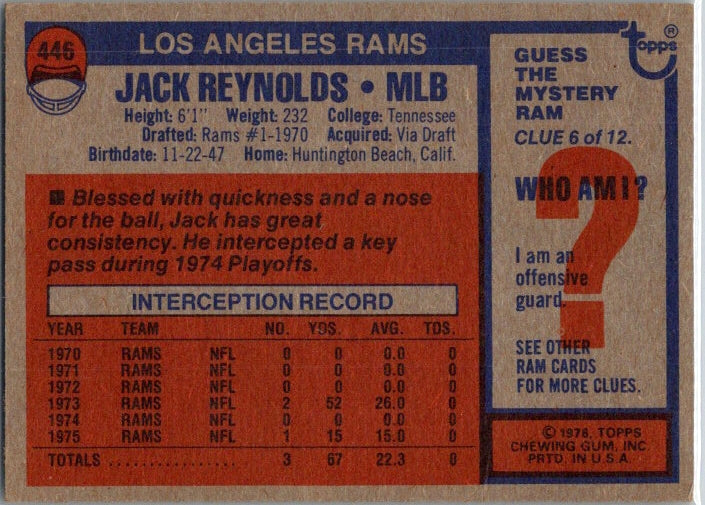 446
LOS ANGELES RAMS
JACK REYNOLDS • MLB
Height: 6'1" Weight: 232 College: Tennessee
Drafted: Rams #1-1970 Acquired: Via Draft
Birthdate: 11-22-47 Home: Huntington Beach, Calif.
■ Blessed with quickness and a nose
for the ball, Jack has great
consistency. He intercepted a key
pass during 1974 Playoffs.
INTERCEPTION RECORD
YEAR TEAM NO. YDS. AVG. TDS.
1970 RAMS NFL 0 0 0.0 0
1971 RAMS NFL 0 0 0.0 0
1972 RAMS NFL 0 0 0.0 0
1973 RAMS NFL 2 52 26.0 0
1974 RAMS NFL 0 0 0.0 0
1975 RAMS NFL 1 15 15.0 0
TOTALS .................. 3 67 22.3 0
topps ®
GUESS
THE
MYSTERY
RAM
CLUE 6 of 12.
WHO AM I?
?
I am an
offensive
guard.
SEE OTHER
RAM CARDS
FOR MORE CLUES.
© 1976, TOPPS
CHEWING GUM, INC.
PRTD. IN U.S.A.